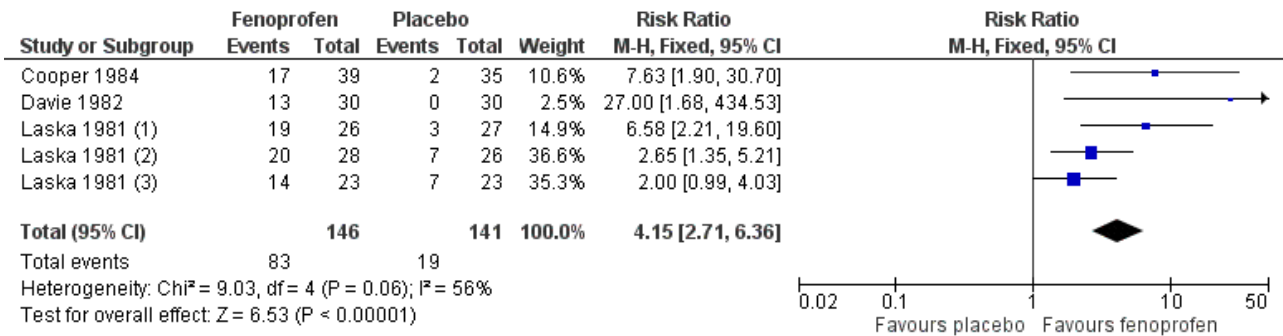 Fenoprofen Placebo Risk Ratio Risk Ratio
Study or Subgroup Events Total Events Total Weight M-H, Fixed, 95% CI M-H, Fixed, 95% CI
Cooper 1984 17 39 2 35 10.6% 7.63 [1.90, 30.70]
Davie 1982 13 30 0 30 2.5% 27.00 [1.68, 434.53]
Laska 1981 (1) 19 26 3 27 14.9% 6.58 [2.21, 19.60]
Laska 1981 (2) 20 28 7 26 36.6% 2.65 [1.35, 5.21]
Laska 1981 (3) 14 23 7 23 35.3% 2.00 [0.99, 4.03]
Total (95% CI) 146 141 100.0% 4.15 [2.71, 6.36]
Total events 83 19
Heterogeneity: Chi² = 9.03, df = 4 (P = 0.06); I² = 56%
Test for overall effect: Z = 6.53 (P < 0.00001)
0.02 0.1 1 10 50
Favours placebo Favours fenoprofen